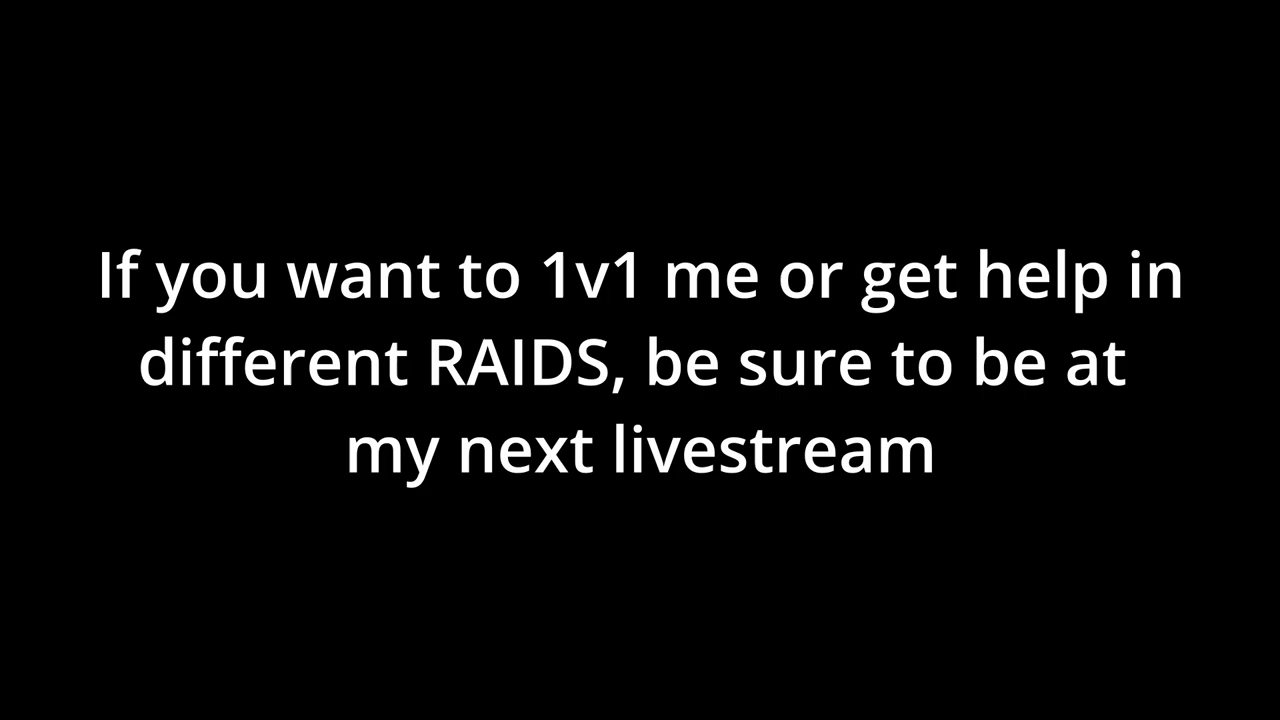 If you want to 1v1 me or get help in
different RAIDS, be sure to be at
my next livestream